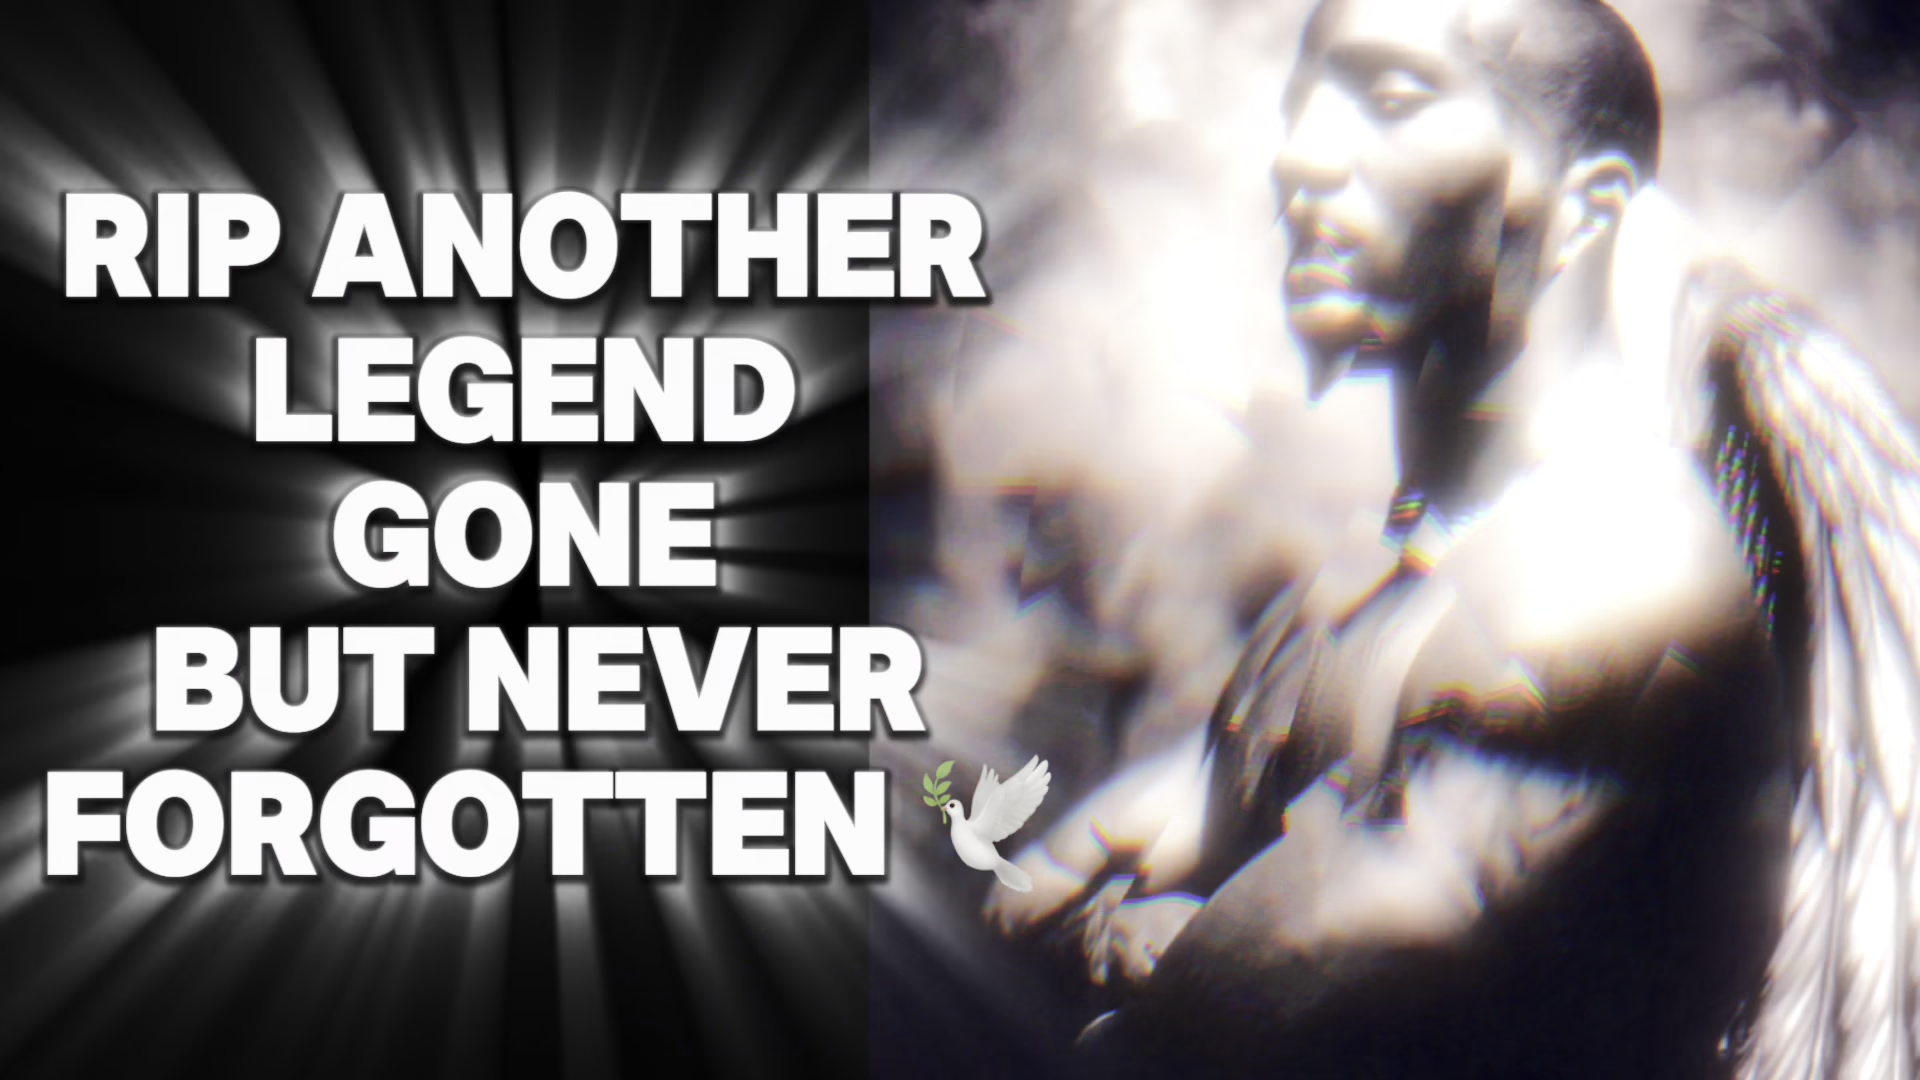 RIP ANOTHER
LEGEND
GONE
BUT NEVER
FORGOTTEN 🕊️